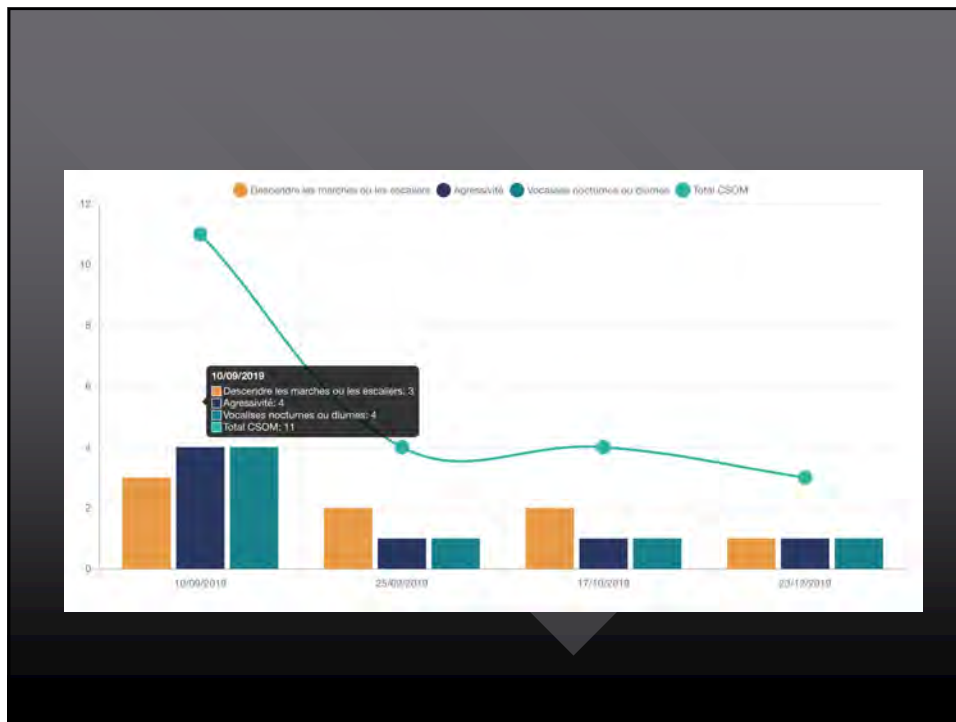 Descendre les marches ou les escaliers Agressivité Vocalises nocturnes ou diurnes Total CSOM
12
10
8
6
4
2
0
10/09/2019
Descendre les marches ou les escaliers: 3
Agressivité: 4
Vocalises nocturnes ou diurnes: 4
Total CSOM: 11
10/09/2019 25/09/2019 17/10/2019 23/12/2019